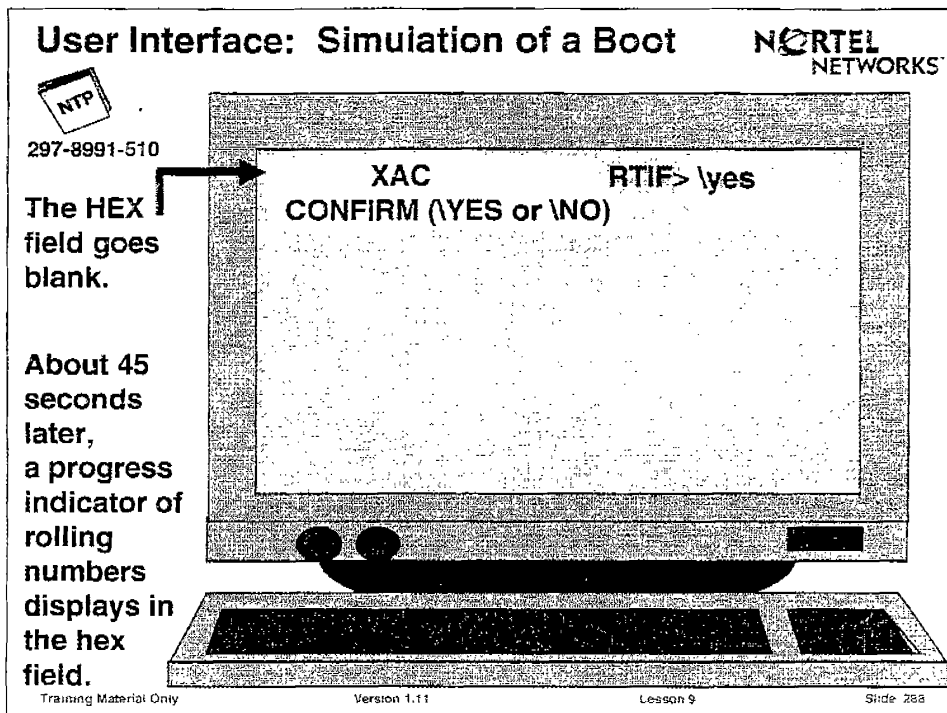 User Interface: Simulation of a Boot
NORTEL
NETWORKS
NTP
297-8991-510
XAC RTIF> \yes
CONFIRM (\YES or \NO)
The HEX
field goes
blank.
About 45
seconds
later,
a progress
indicator of
rolling
numbers
displays in
the hex
field.
Training Material Only Version 1.11 Lesson 9 Slide 288